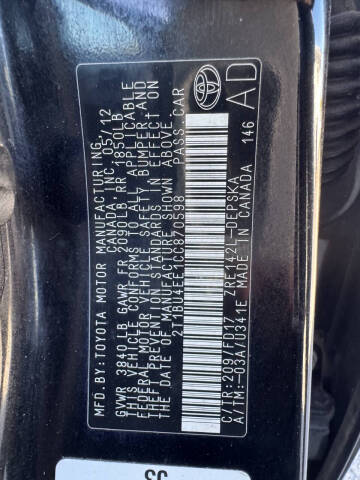 MFD. BY: TOYOTA MOTOR MANUFACTURING
CANADA, INC. 05/12
GVWR 3840 LB GAWR FR 2090LB RR 1850LB
THIS VEHICLE CONFORMS TO ALL APPLICABLE
FEDERAL MOTOR VEHICLE SAFETY, BUMPER AND
THEFT PREVENTION STANDARDS IN EFFECT ON
THE DATE OF MANUFACTURE SHOWN ABOVE.
2T1BU4EE1CC870598 PASS. CAR
C/TR: 209/FD17 ZRE142L-DEPSKA
A/TM: -03A/U341E MADE IN CANADA 146
AD